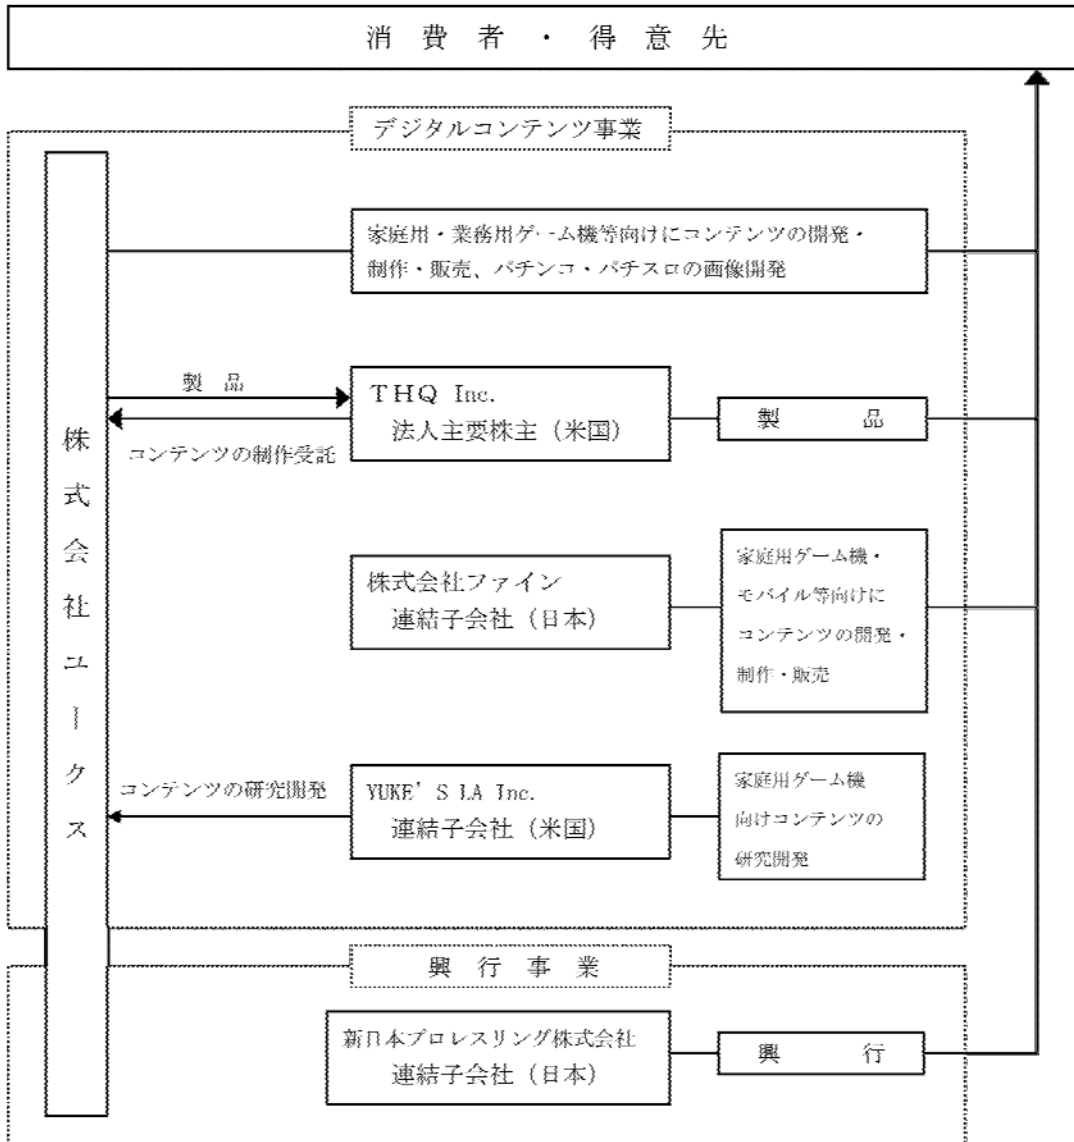 消費者・得意先
デジタルコンテンツ事業
家庭用・業務用ゲーム機等向けにコンテンツの開発・
制作・販売、パチンコ・パチスロの画像開発
株式会社ユークス
製品
コンテンツの制作受託
ＴＨＱ Inc.
法人主要株主（米国）
製品
株式会社ファイン
連結子会社（日本）
家庭用ゲーム機・
モバイル等向けに
コンテンツの開発・
制作・販売
コンテンツの研究開発
YUKE’S LA Inc.
連結子会社（米国）
家庭用ゲーム機
向けコンテンツの
研究開発
興行事業
新日本プロレスリング株式会社
連結子会社（日本）
興行